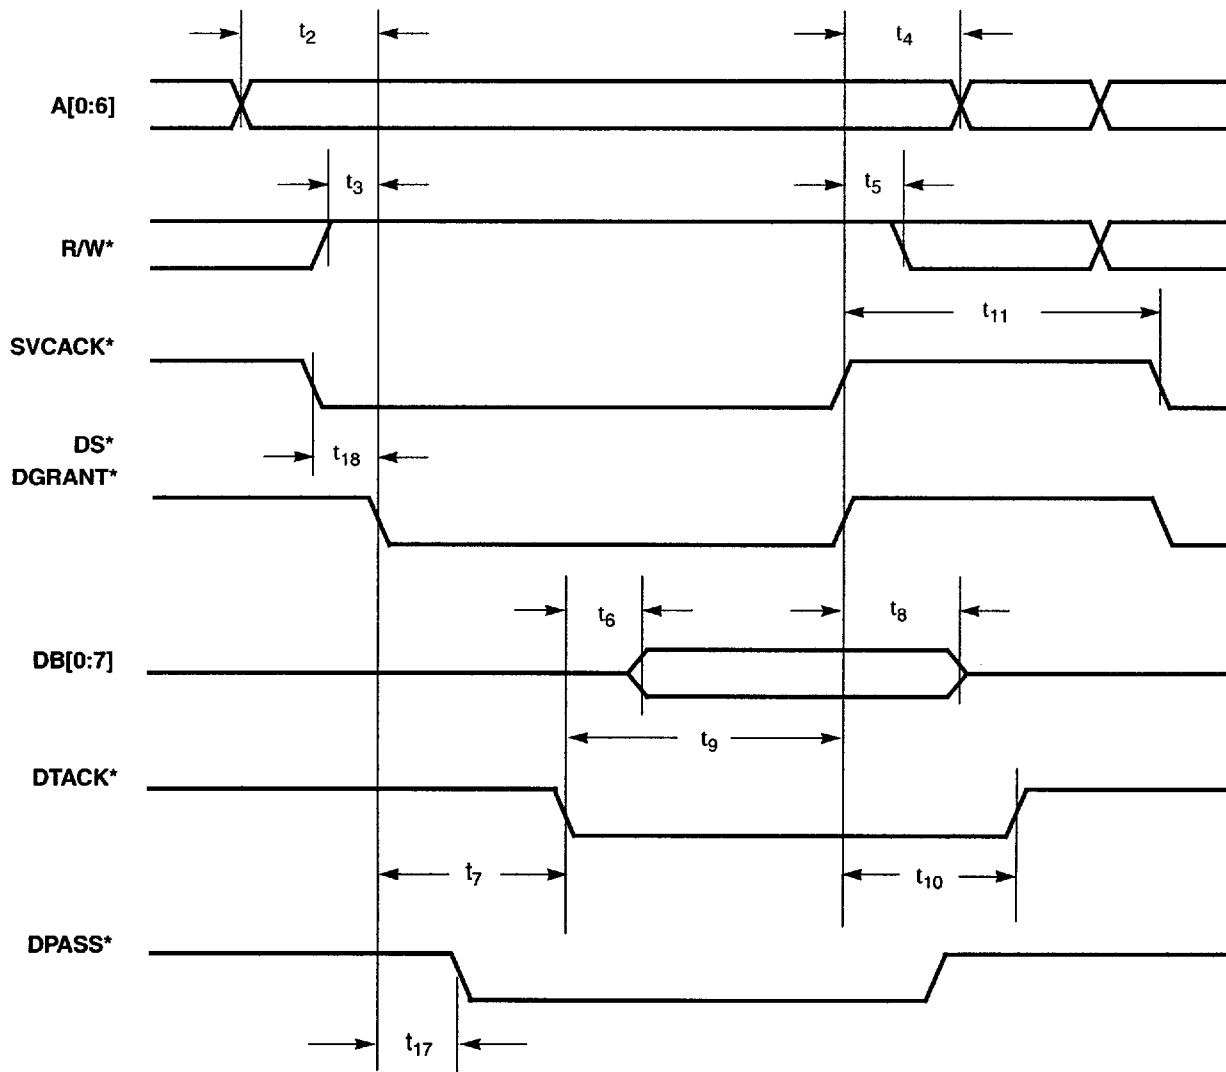 t2
t4
A[0:6]
t3
t5
R/W*
t11
SVCACK*
DS*
t18
DGRANT*
t6
t8
DB[0:7]
t9
DTACK*
t7
t10
DPASS*
t17